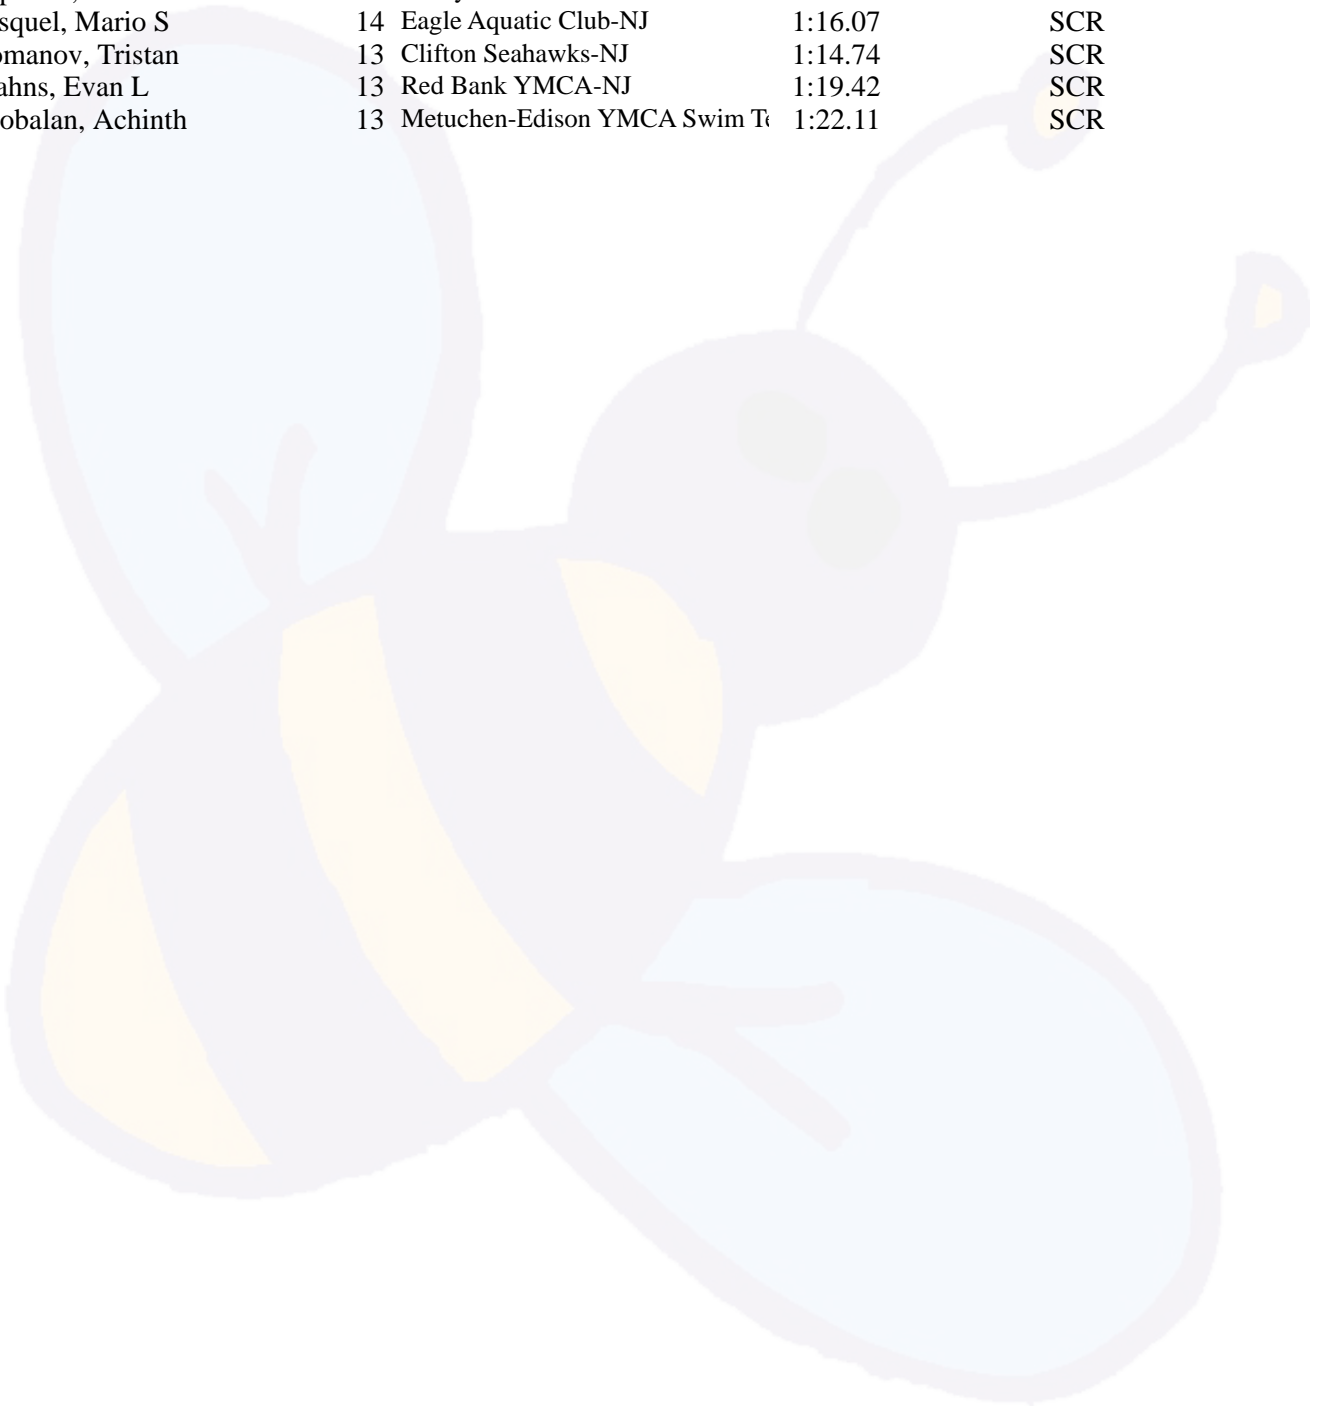 squel, Mario S 14 Eagle Aquatic Club-NJ 1:16.07 SCR
omanov, Tristan 13 Clifton Seahawks-NJ 1:14.74 SCR
ahns, Evan L 13 Red Bank YMCA-NJ 1:19.42 SCR
obalan, Achinth 13 Metuchen-Edison YMCA Swim Te 1:22.11 SCR